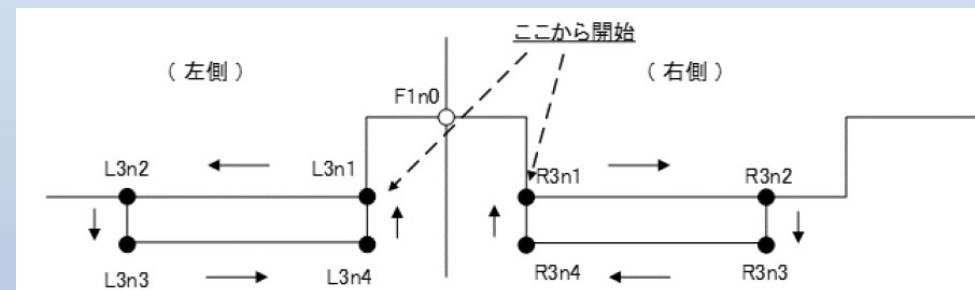 ここから開始
（左側）
（右側）
F1n0
L3n2
L3n1
R3n1
R3n2
L3n3
L3n4
R3n4
R3n3